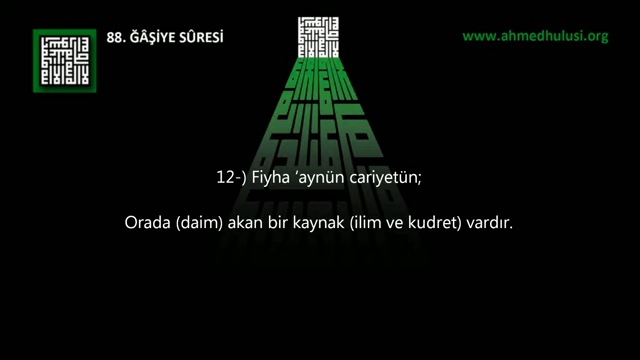 88. ĞÂŞİYE SÛRESİ
www.ahmedhulusi.org
12-) Fiyha ‘aynün cariyetün;
Orada (daim) akan bir kaynak (ilim ve kudret) vardır.